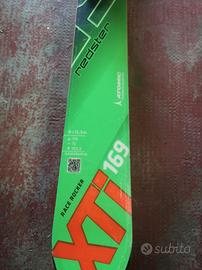 redster
ATOMIC
169
XTi
RACE ROCKER
subito